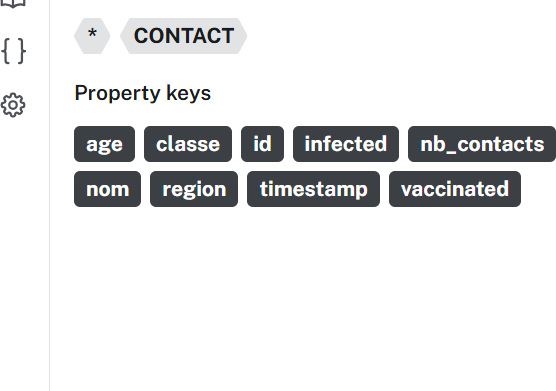 * CONTACT
Property keys
age classe id infected nb_contacts
nom region timestamp vaccinated